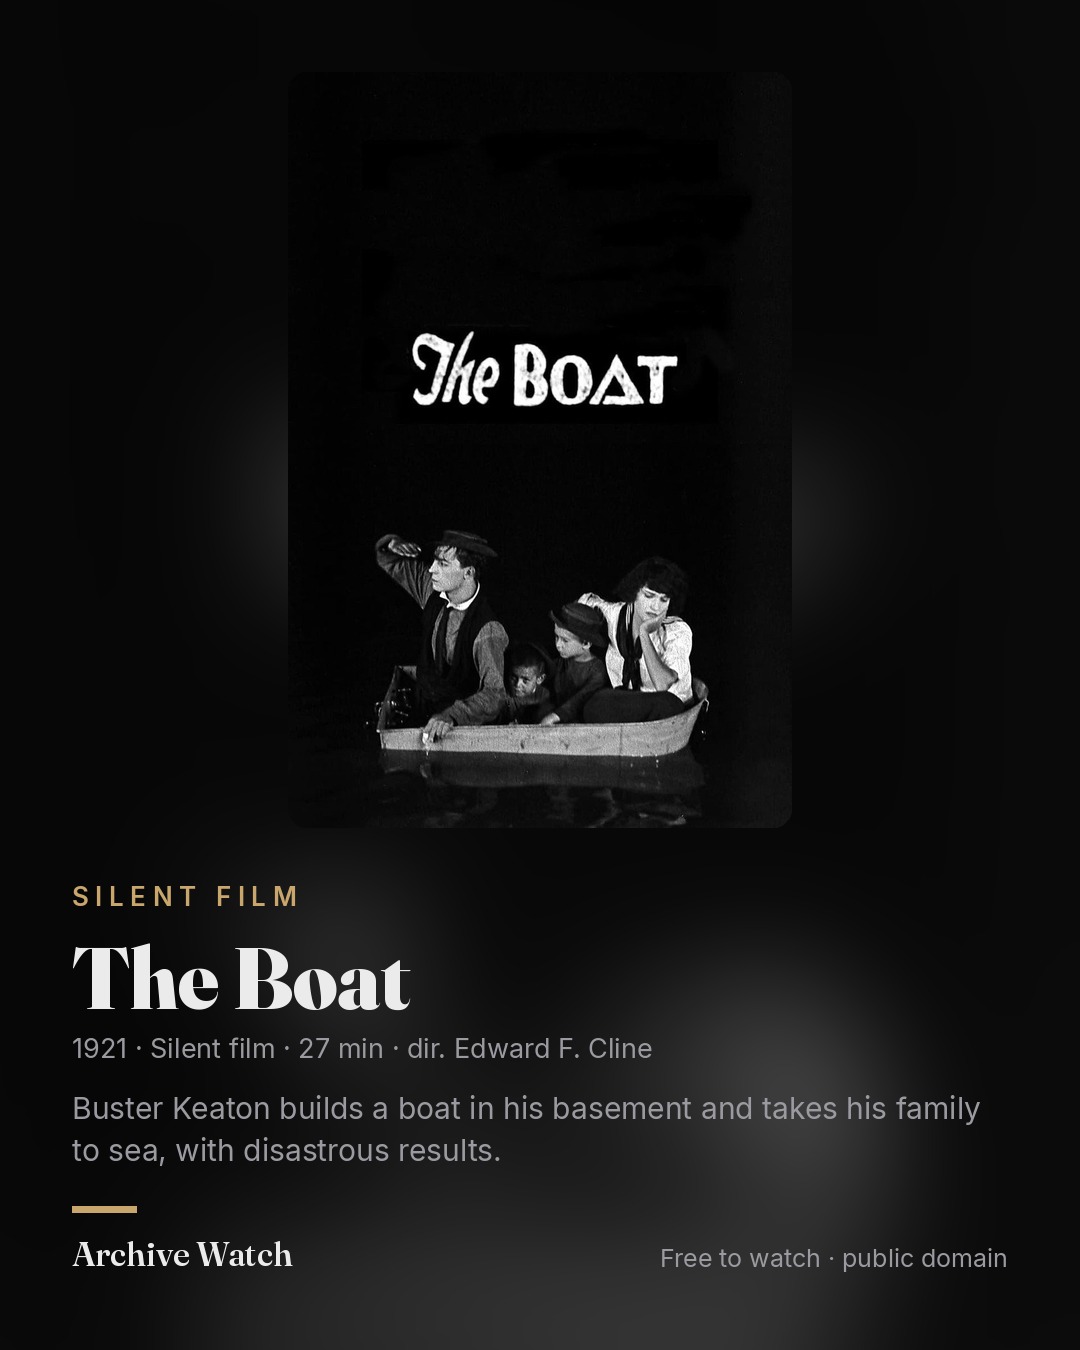 The BOAT
SILENT FILM
The Boat
1921 · Silent film · 27 min · dir. Edward F. Cline
Buster Keaton builds a boat in his basement and takes his family
to sea, with disastrous results.
Archive Watch
Free to watch · public domain